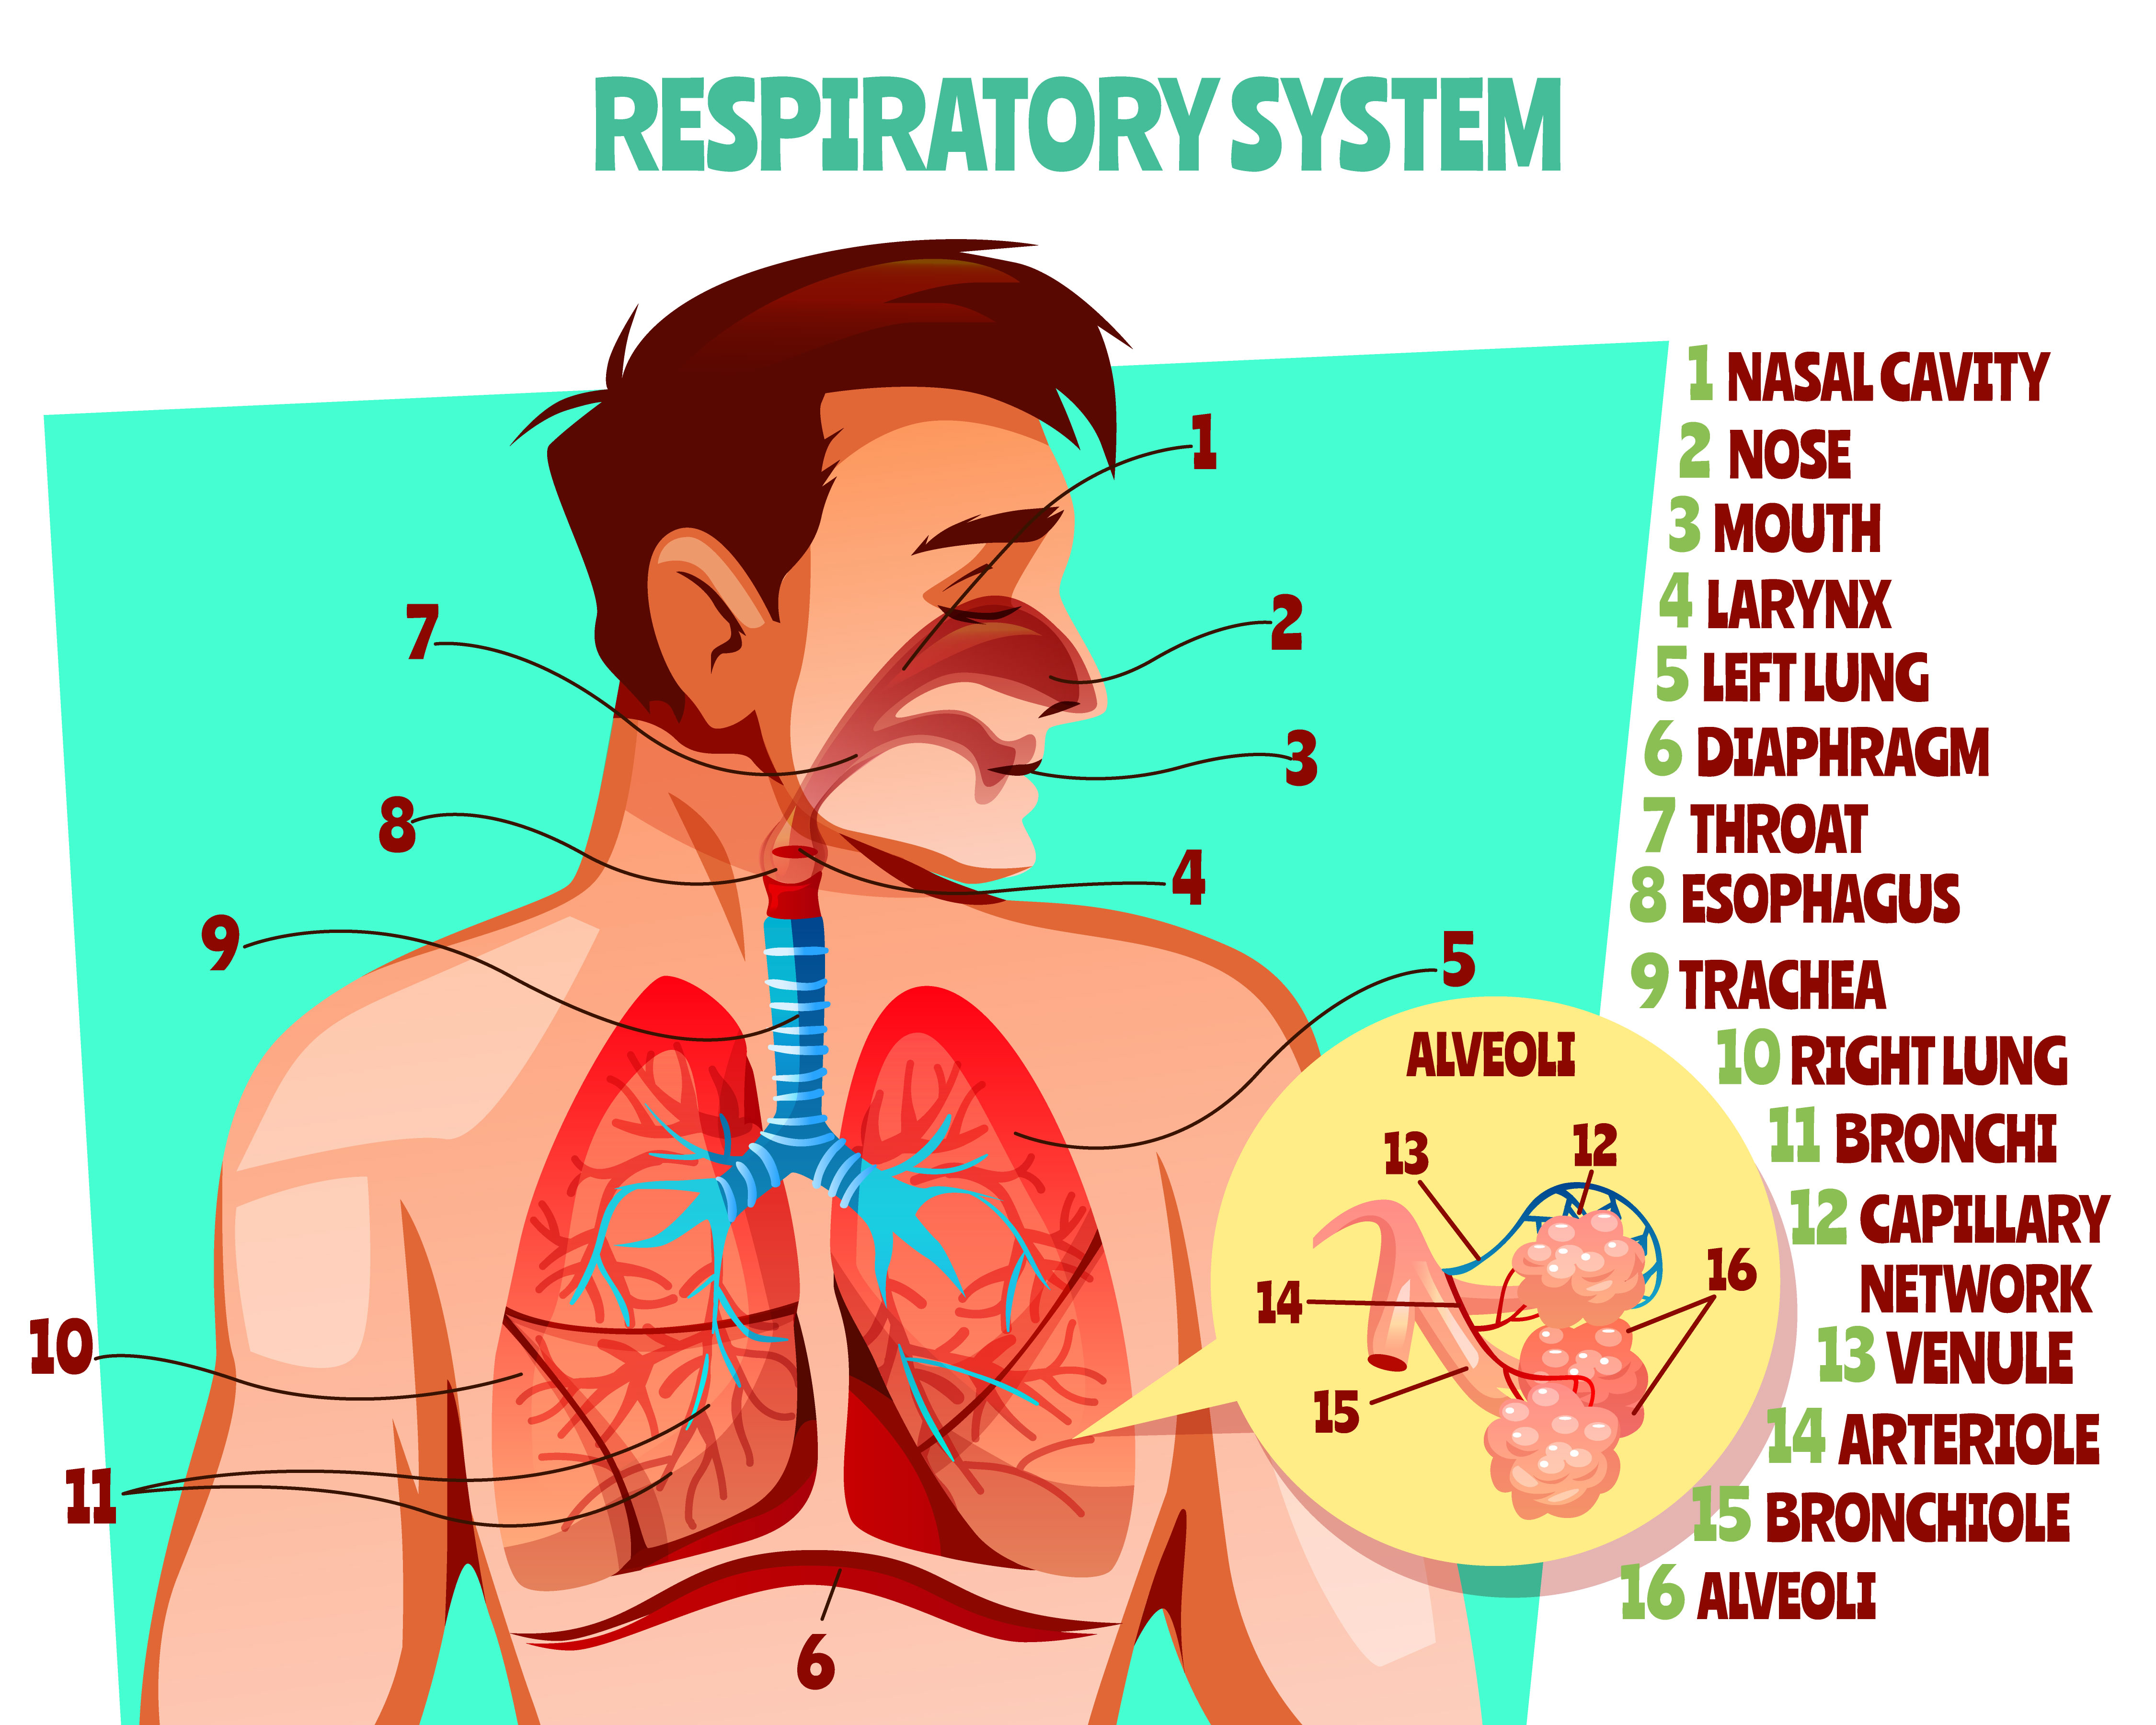 RESPIRATORY SYSTEM
1
2
3
4
5
6
7
8
9
10
11
ALVEOLI
13
12
14
16
15
1 NASAL CAVITY
2 NOSE
3 MOUTH
4 LARYNX
5 LEFT LUNG
6 DIAPHRAGM
7 THROAT
8 ESOPHAGUS
9 TRACHEA
10 RIGHT LUNG
11 BRONCHI
12 CAPILLARY
NETWORK
13 VENULE
14 ARTERIOLE
15 BRONCHIOLE
16 ALVEOLI